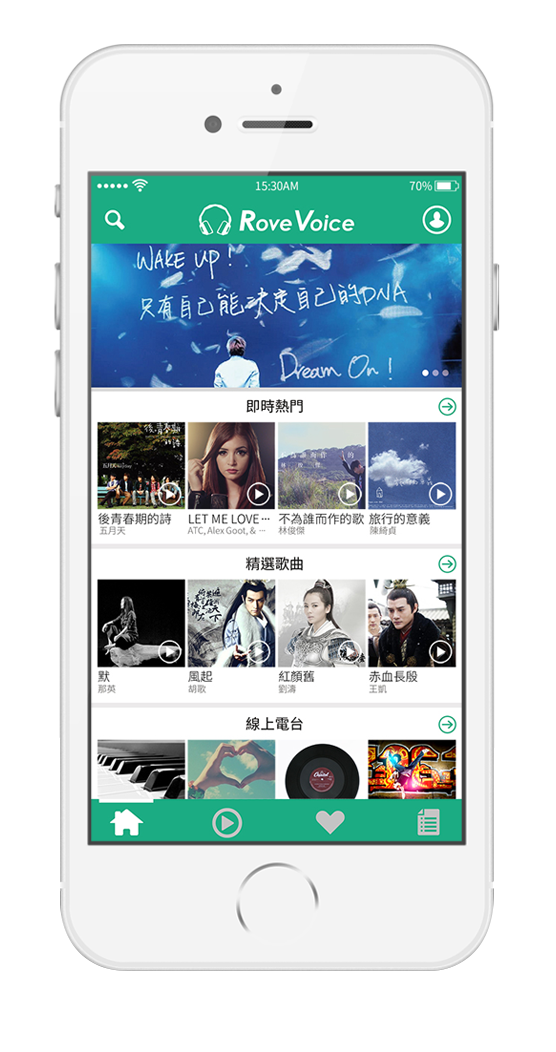 15:30AM
70%
RoveVoice
WAKE UP!
只有自己能決定自己的DNA
Dream On!
即時熱門
後青春期的詩
LET ME LOVE …
不為誰而作的歌
旅行的意義
五月天
ATC, Alex Goot, & …
林俊傑
陳綺貞
精選歌曲
默
風起
紅顏舊
赤血長殷
那英
胡歌
劉濤
王凱
線上電台
Capitol